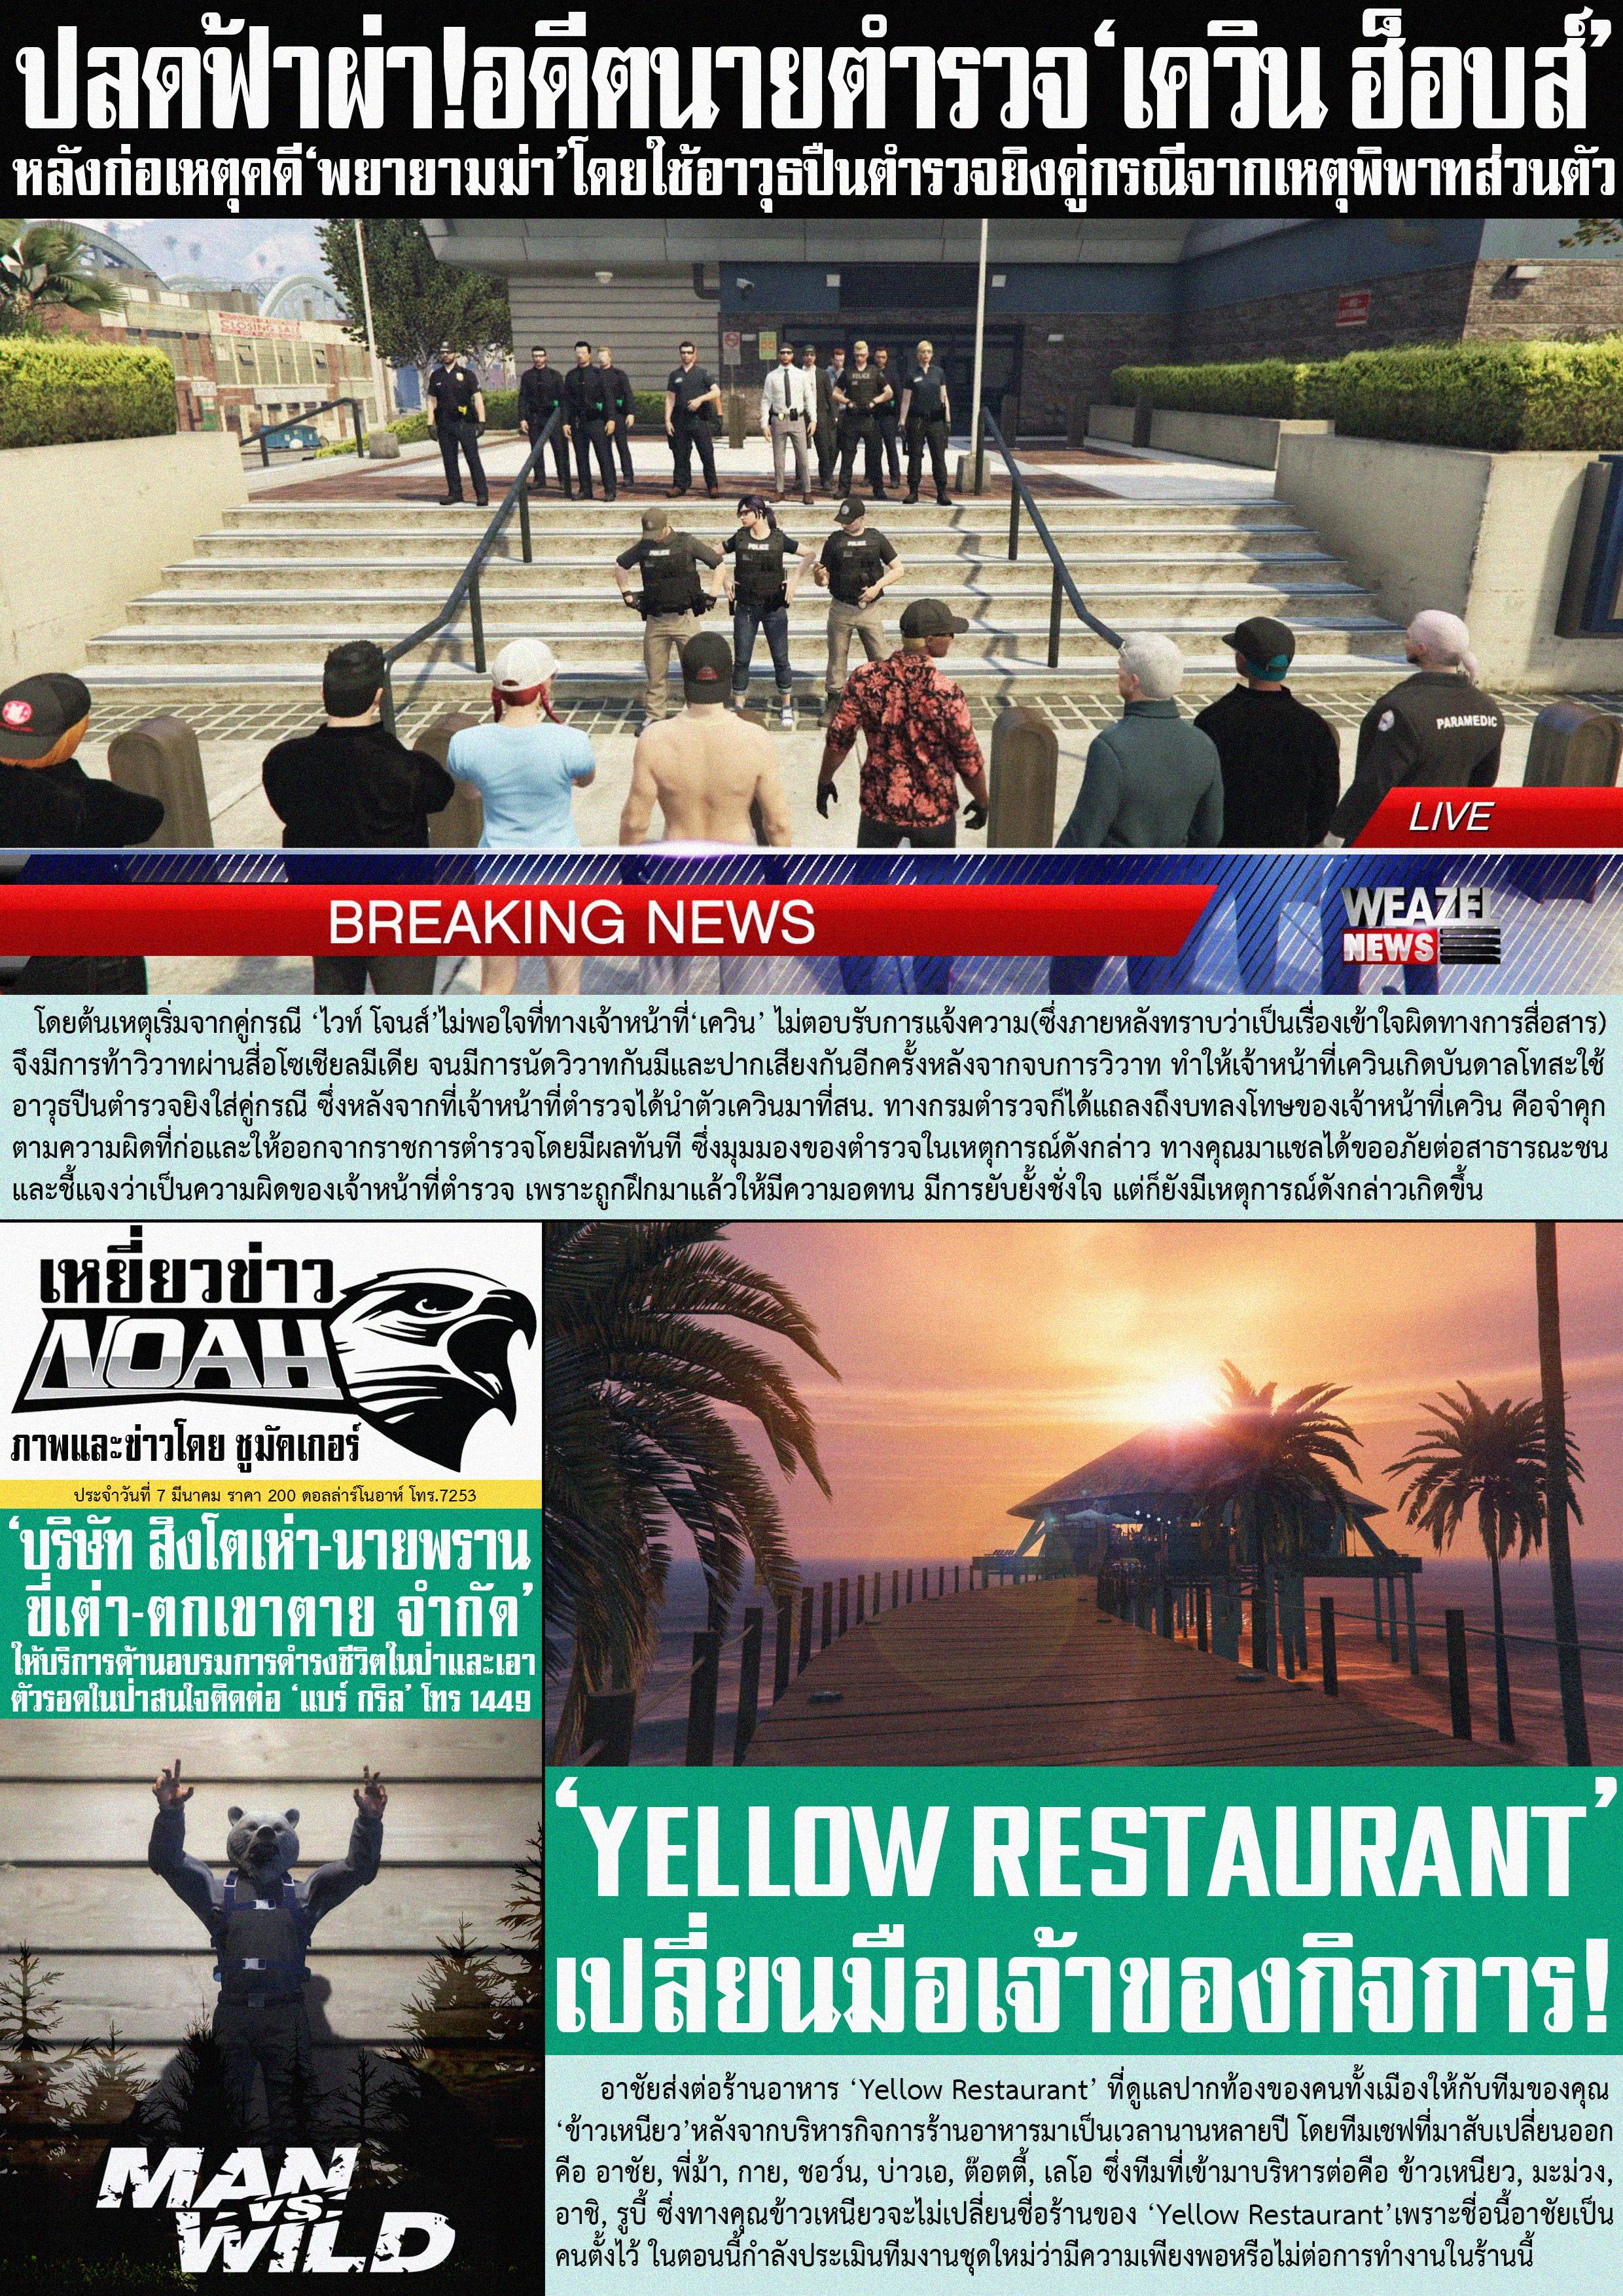 ปลดฟ้าผ่า!อดีตนายตำรวจ‘เควิน ฮ็อบส์’
หลังก่อเหตุคดี‘พยายามฆ่า’โดยใช้อาวุธปืนตำรวจยิงคู่กรณีจากเหตุพิพาทส่วนตัว
CLOSING SALE
POLICE
POLICE
POLICE
POLICE
PARAMEDIC
LIVE
BREAKING NEWS
WEAZEL
NEWS
โดยต้นเหตุเริ่มจากคู่กรณี ‘ไวท์ โจนส์’ไม่พอใจที่ทางเจ้าหน้าที่‘เควิน’ ไม่ตอบรับการแจ้งความ(ซึ่งภายหลังทราบว่าเป็นเรื่องเข้าใจผิดทางการสื่อสาร)
จึงมีการท้าวิวาทผ่านสื่อโซเชียลมีเดีย จนมีการนัดวิวาทกันมีและปากเสียงกันอีกครั้งหลังจากจบการวิวาท ทำให้เจ้าหน้าที่เควินเกิดบันดาลโทสะใช้
อาวุธปืนตำรวจยิงใส่คู่กรณี ซึ่งหลังจากที่เจ้าหน้าที่ตำรวจได้นำตัวเควินมาที่สน. ทางกรมตำรวจก็ได้แถลงถึงบทลงโทษของเจ้าหน้าที่เควิน คือจำคุก
ตามความผิดที่ก่อและให้ออกจากราชการตำรวจโดยมีผลทันที ซึ่งมุมมองของตำรวจในเหตุการณ์ดังกล่าว ทางคุณมาแชลได้ขออภัยต่อสาธารณะชน
และชี้แจงว่าเป็นความผิดของเจ้าหน้าที่ตำรวจ เพราะถูกฝึกมาแล้วให้มีความอดทน มีการยับยั้งชั่งใจ แต่ก็ยังมีเหตุการณ์ดังกล่าวเกิดขึ้น
เหยี่ยวข่าว
NOAH
ภาพและข่าวโดย ชูมัคเกอร์
ประจำวันที่ 7 มีนาคม ราคา 200 ดอลล่าร์โนอาห์ โทร.7253
‘บริษัท สิงโตเห่า-นายพราน
ขี่เต่า-ตกเขาตาย จำกัด’
ให้บริการด้านอบรมการดำรงชีวิตในป่าและเอา
ตัวรอดในป่าสนใจติดต่อ ‘แบร์ กริล’ โทร 1449
MAN
VS.
WILD
‘YELLOW RESTAURANT’
เปลี่ยนมือเจ้าของกิจการ!
อาชัยส่งต่อร้านอาหาร ‘Yellow Restaurant’ ที่ดูแลปากท้องของคนทั้งเมืองให้กับทีมของคุณ
‘ข้าวเหนียว’หลังจากบริหารกิจการร้านอาหารมาเป็นเวลานานหลายปี โดยทีมเชฟที่มาสับเปลี่ยนออก
คือ อาชัย, พี่ม้า, กาย, ชอว์น, บ่าวเอ, ต๊อตตี้, เลโอ ซึ่งทีมที่เข้ามาบริหารต่อคือ ข้าวเหนียว, มะม่วง,
อาชิ, รูบี้ ซึ่งทางคุณข้าวเหนียวจะไม่เปลี่ยนชื่อร้านของ ‘Yellow Restaurant’เพราะชื่อนี้อาชัยเป็น
คนตั้งไว้ ในตอนนี้กำลังประเมินทีมงานชุดใหม่ว่ามีความเพียงพอหรือไม่ต่อการทำงานในร้านนี้